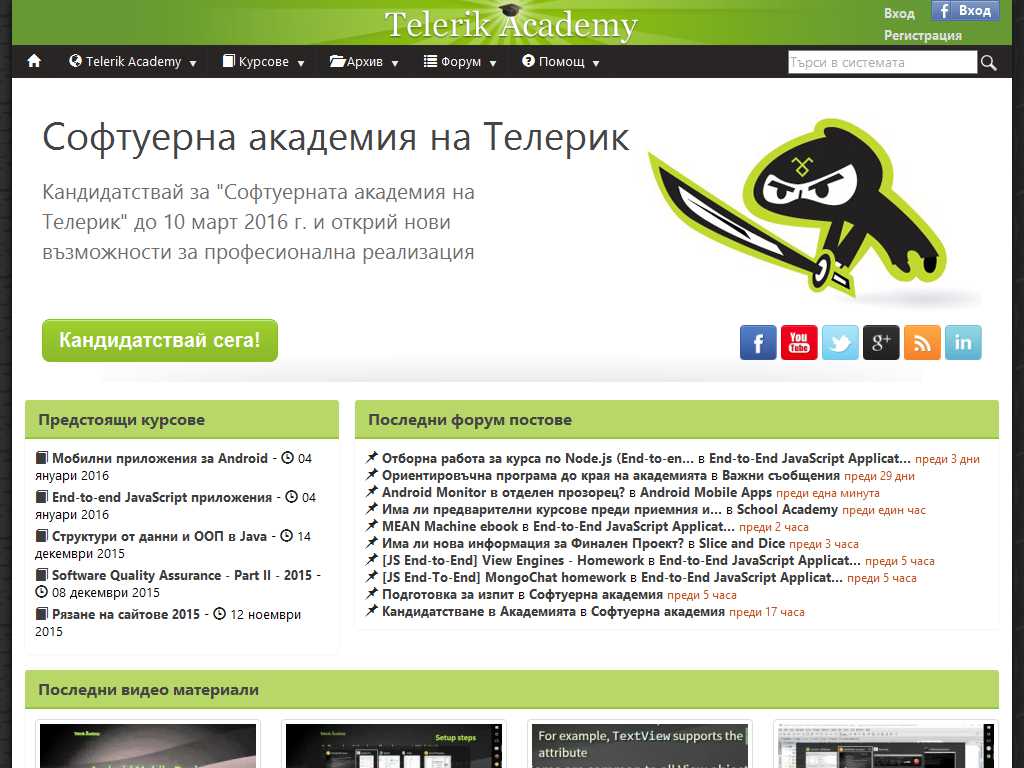 Telerik Academy
Вход
f Вход
Регистрация
Telerik Academy ▼ Курсове ▼ Архив ▼ Форум ▼ Помощ ▼
Търси в системата
Софтуерна академия на Телерик
Кандидатствай за "Софтуерната академия на
Телерик" до 10 март 2016 г. и открий нови
възможности за професионална реализация
Кандидатствай сега!
f You Tube g+ in
Предстоящи курсове
Мобилни приложения за Android - 04
януари 2016
End-to-end JavaScript приложения - 04
януари 2016
Структури от данни и ООП в Java - 14
декември 2015
Software Quality Assurance - Part II - 2015 -
08 декември 2015
Рязане на сайтове 2015 - 12 ноември
2015
Последни форум постове
Отборна работа за курса по Node.js (End-to-en... в End-to-End JavaScript Applicat... преди 3 дни
Ориентировъчна програма до края на академията в Важни съобщения преди 29 дни
Android Monitor в отделен прозорец? в Android Mobile Apps преди една минута
Има ли предварителни курсове преди приемния и... в School Academy преди един час
MEAN Machine ebook в End-to-End JavaScript Applicat... преди 2 часа
Има ли нова информация за Финален Проект? в Slice and Dice преди 3 часа
[JS End-to-End] View Engines - Homework в End-to-End JavaScript Applicat... преди 5 часа
[JS End-To-End] MongoChat homework в End-to-End JavaScript Applicat... преди 5 часа
Подготовка за изпит в Софтуерна академия преди 5 часа
Кандидатстване в Академията в Софтуерна академия преди 17 часа
Последни видео материали
Setup steps
For example, TextView supports the
attribute